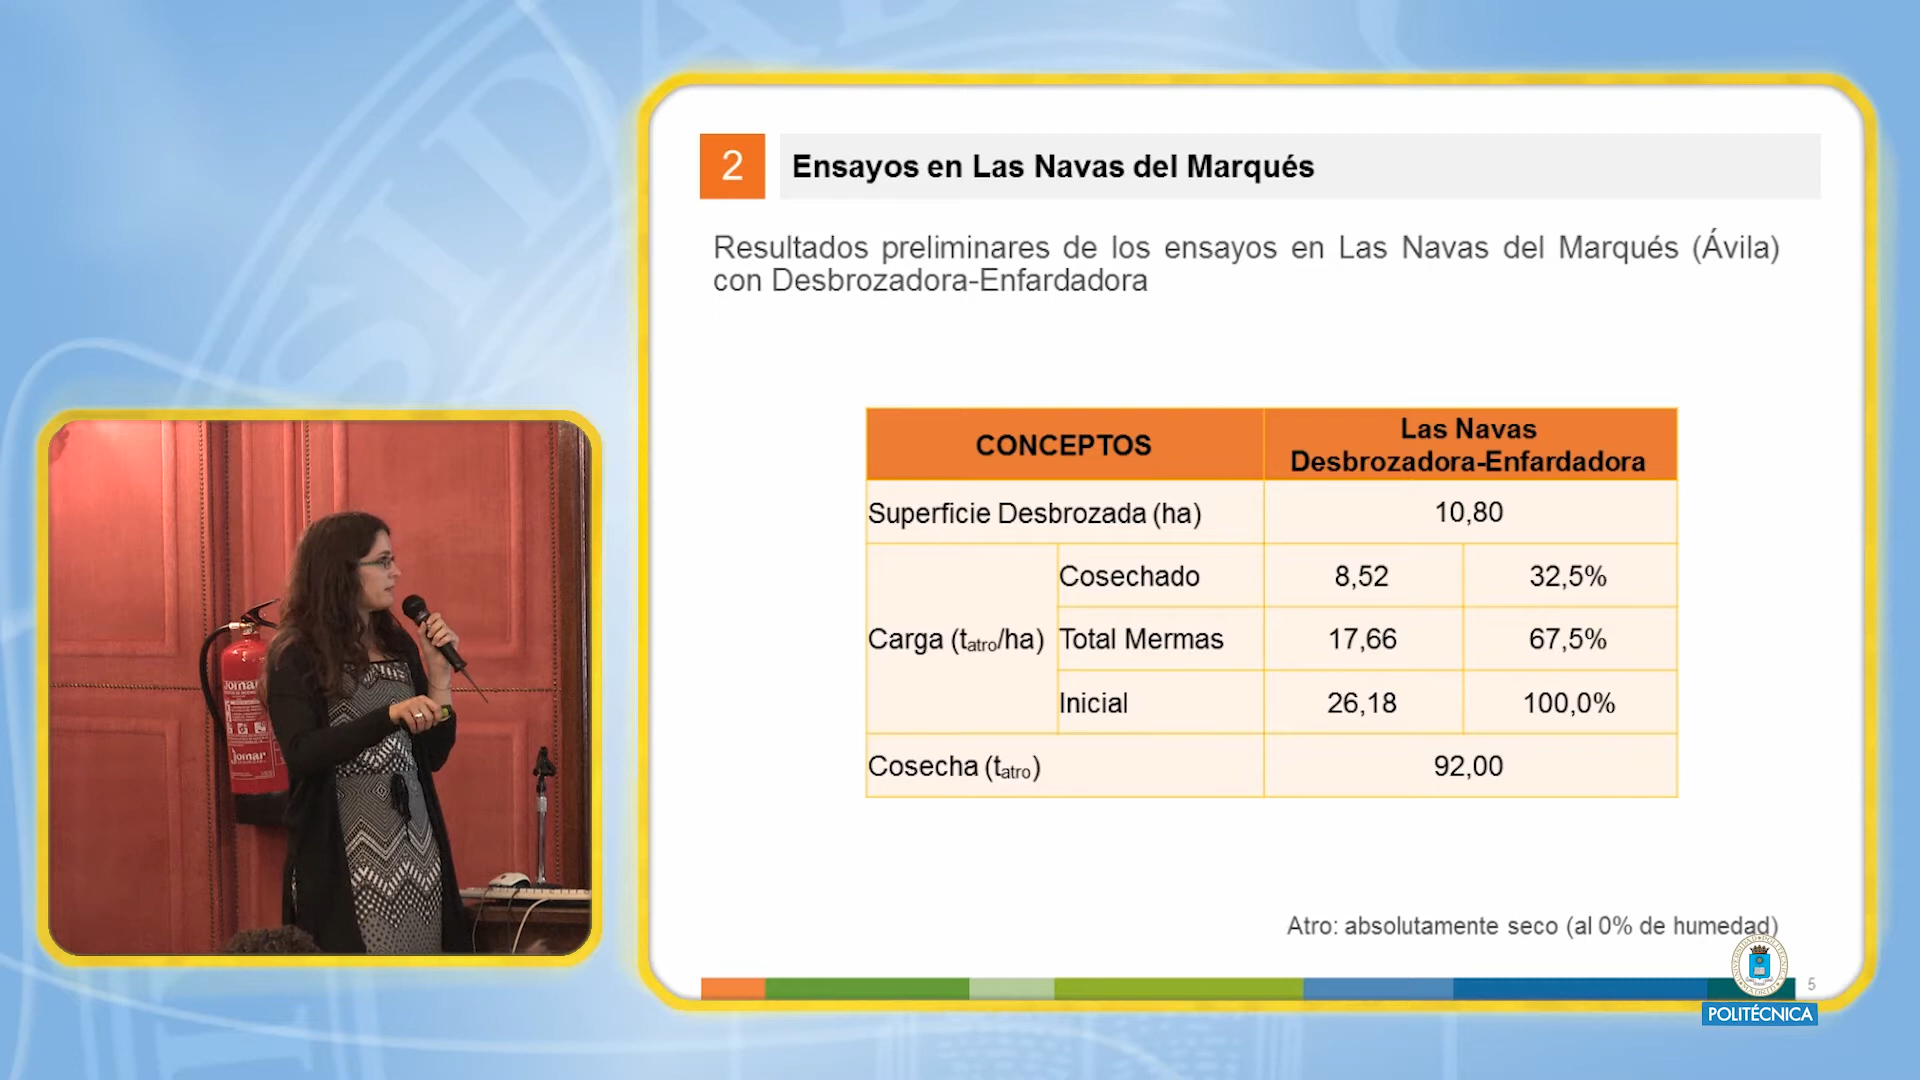 2
Ensayos en Las Navas del Marqués
Resultados preliminares de los ensayos en Las Navas del Marqués (Ávila)
con Desbrozadora-Enfardadora
CONCEPTOS
Las Navas
Desbrozadora-Enfardadora
Superficie Desbrozada (ha)
10,80
Carga (tatro/ha)
Cosechado
8,52
32,5%
Total Mermas
17,66
67,5%
Inicial
26,18
100,0%
Cosecha (tatro)
92,00
Atro: absolutamente seco (al 0% de humedad)
5
POLITÉCNICA
Jomar
Jomar